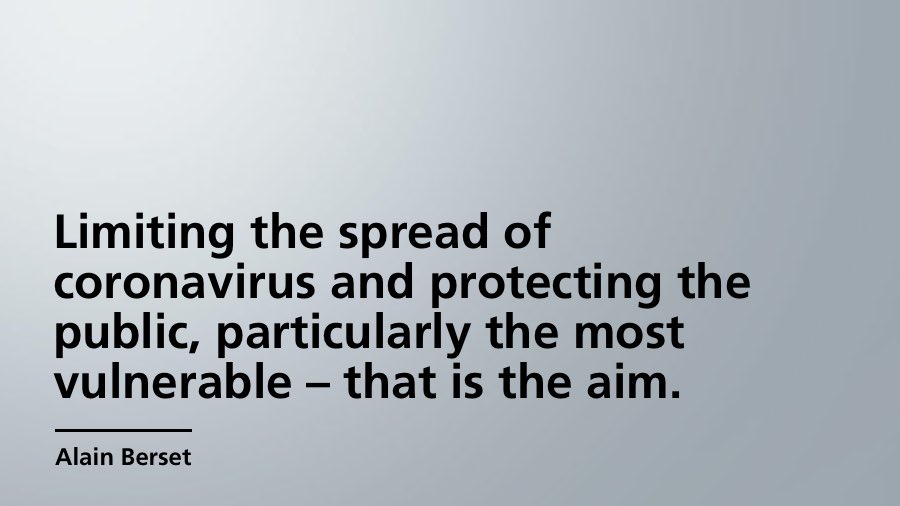 Limiting the spread of
coronavirus and protecting the
public, particularly the most
vulnerable – that is the aim.
Alain Berset